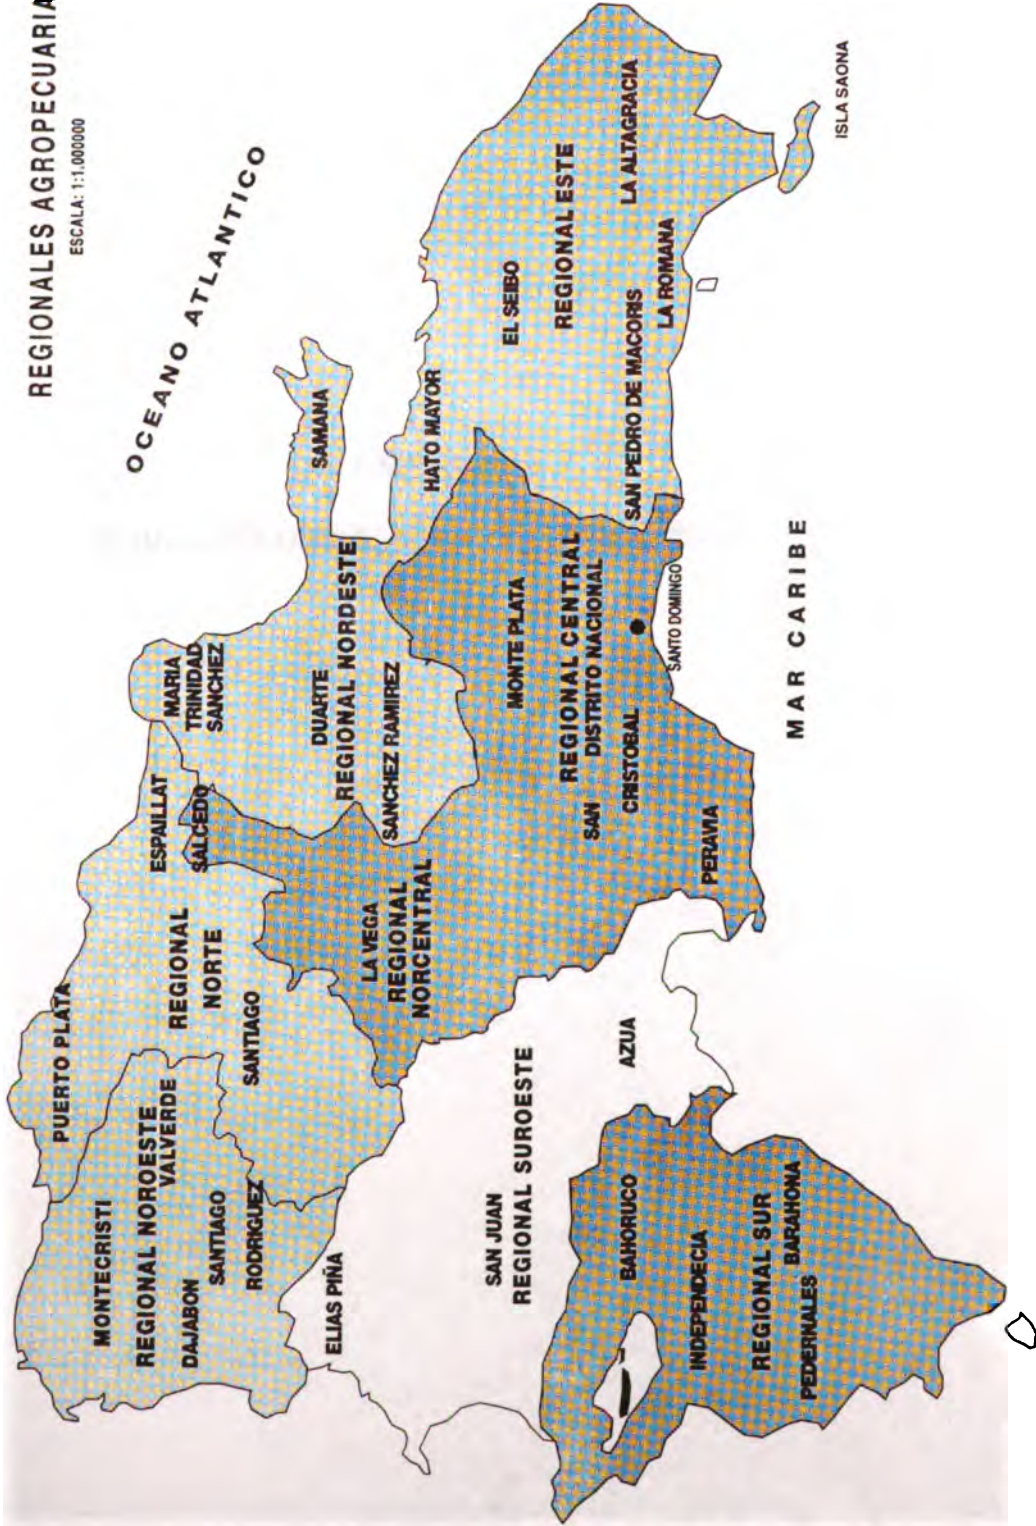 REGIONALES AGROPECUARIA
ESCALA: 1:1.000000
OCEANO ATLANTICO
PUERTO PLATA
MONTECRISTI
REGIONAL NOROESTE
VALVERDE
DAJABON
SANTIAGO
RODRIGUEZ
ESPAILLAT
SALCEDO
REGIONAL
NORTE
SANTIAGO
MARIA
TRINIDAD
SANCHEZ
SAMANA
DUARTE
REGIONAL NORDESTE
SANCHEZ RAMIREZ
LA VEGA
REGIONAL
NORCENTRAL
ELIAS PIÑA
SAN JUAN
REGIONAL SUROESTE
AZUA
HATO MAYOR
EL SEIBO
REGIONAL ESTE
LA ALTAGRACIA
SAN PEDRO DE MACORIS
LA ROMANA
ISLA SAONA
MONTE PLATA
REGIONAL CENTRAL
DISTRITO NACIONAL
SAN
CRISTOBAL
SANTO DOMINGO
PERAVIA
BAHORUCO
INDEPENDECIA
REGIONAL SUR
BARAHONA
PEDERNALES
MAR CARIBE